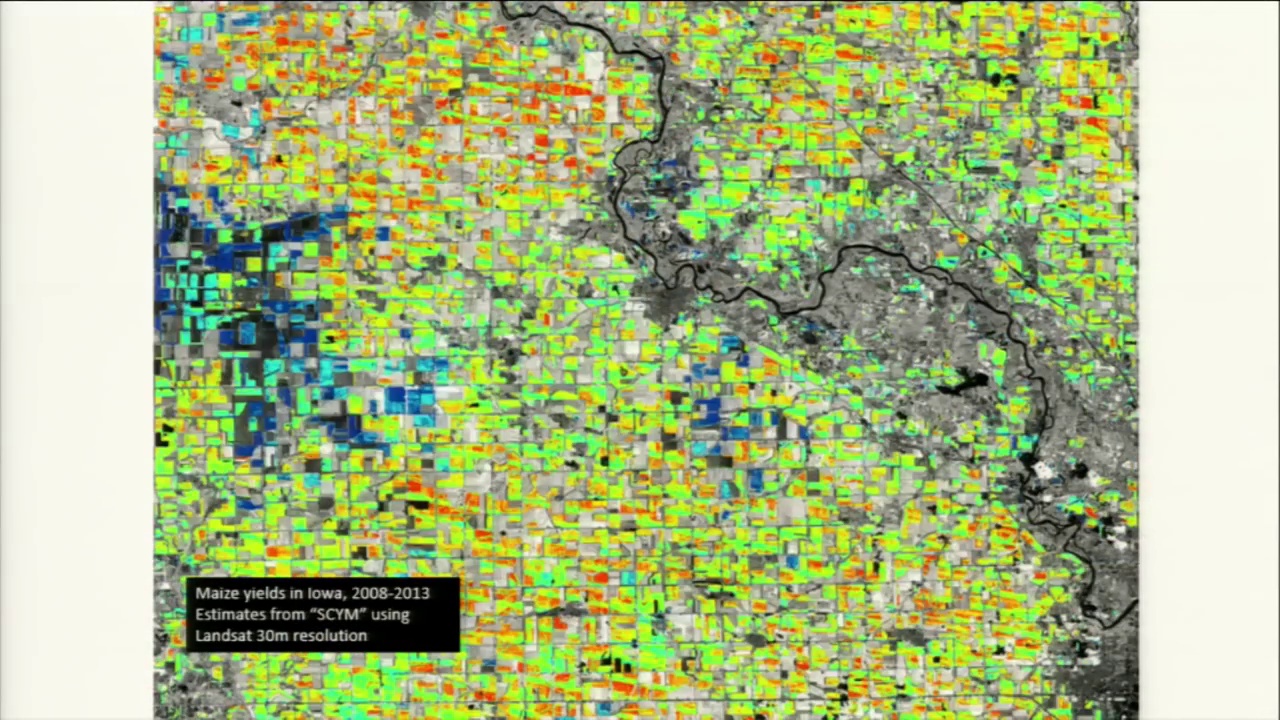 Maize yields in Iowa, 2008-2013
Estimates from “SCYM” using
Landsat 30m resolution